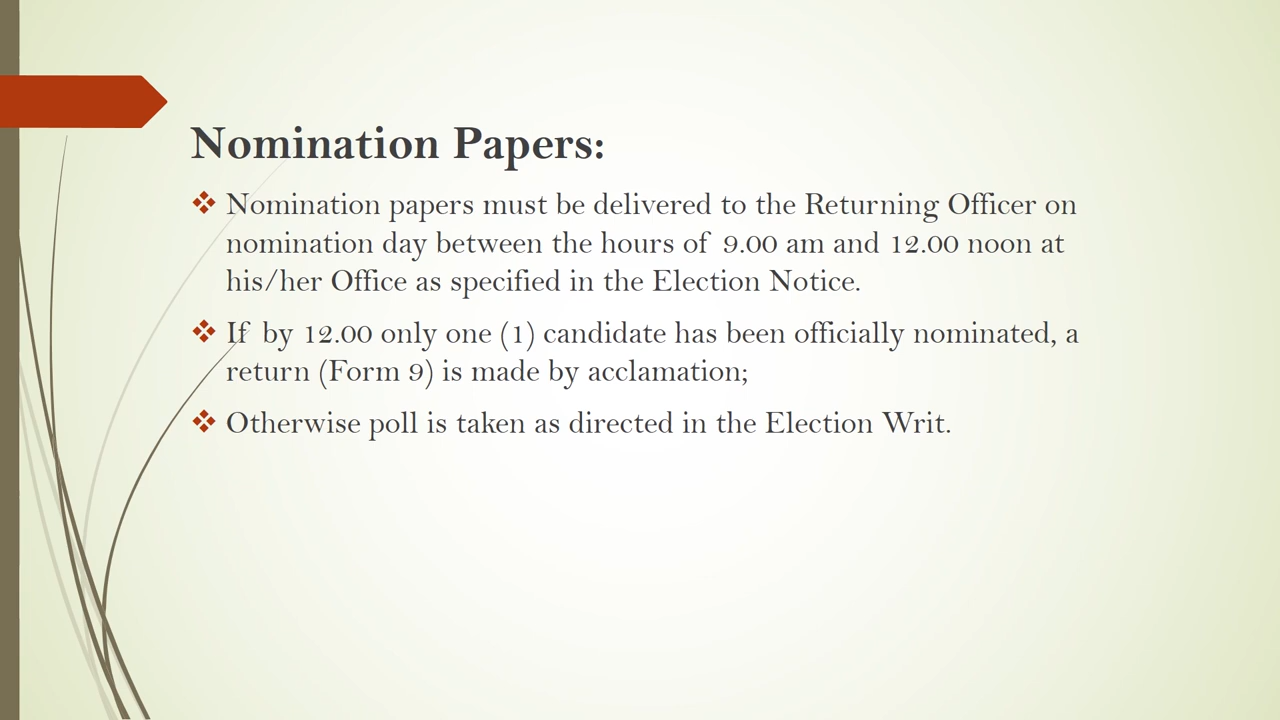 Nomination Papers:
Nomination papers must be delivered to the Returning Officer on
nomination day between the hours of 9.00 am and 12.00 noon at
his/her Office as specified in the Election Notice.
If by 12.00 only one (1) candidate has been officially nominated, a
return (Form 9) is made by acclamation;
Otherwise poll is taken as directed in the Election Writ.